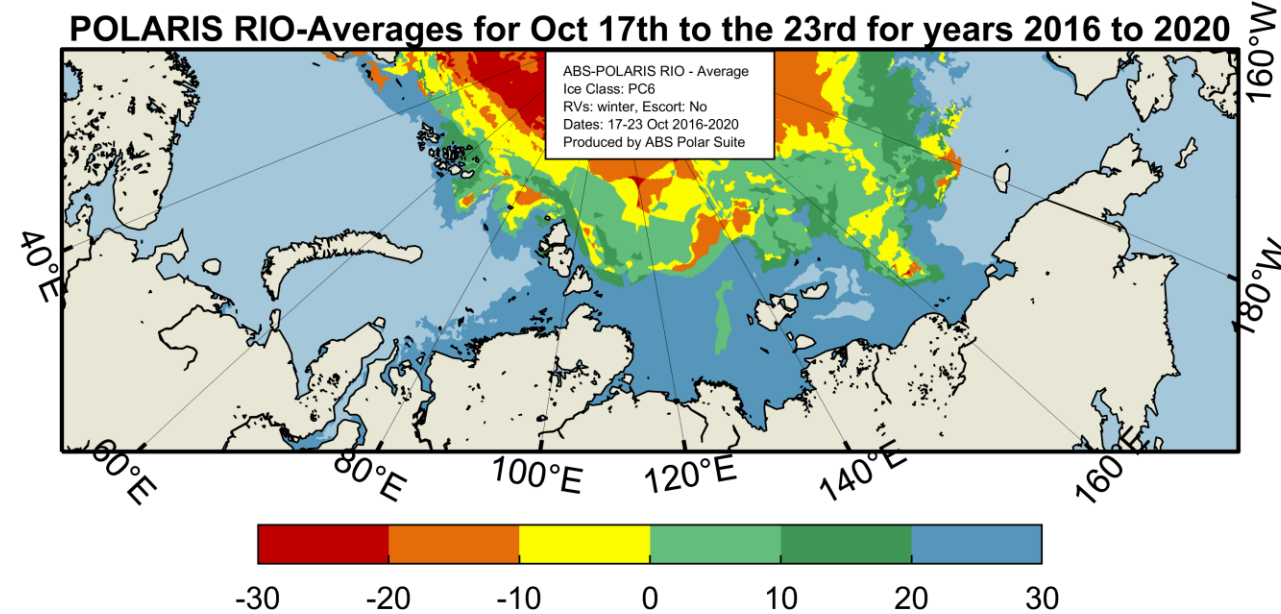 POLARIS RIO-Averages for Oct 17th to the 23rd for years 2016 to 2020
160°W
ABS-POLARIS RIO - Average
Ice Class: PC6
RVs: winter, Escort: No
Dates: 17-23 Oct 2016-2020
Produced by ABS Polar Suite
40°E
180°W
60°E
80°E
100°E
120°E
140°E
160°E
-30
-20
-10
0
10
20
30